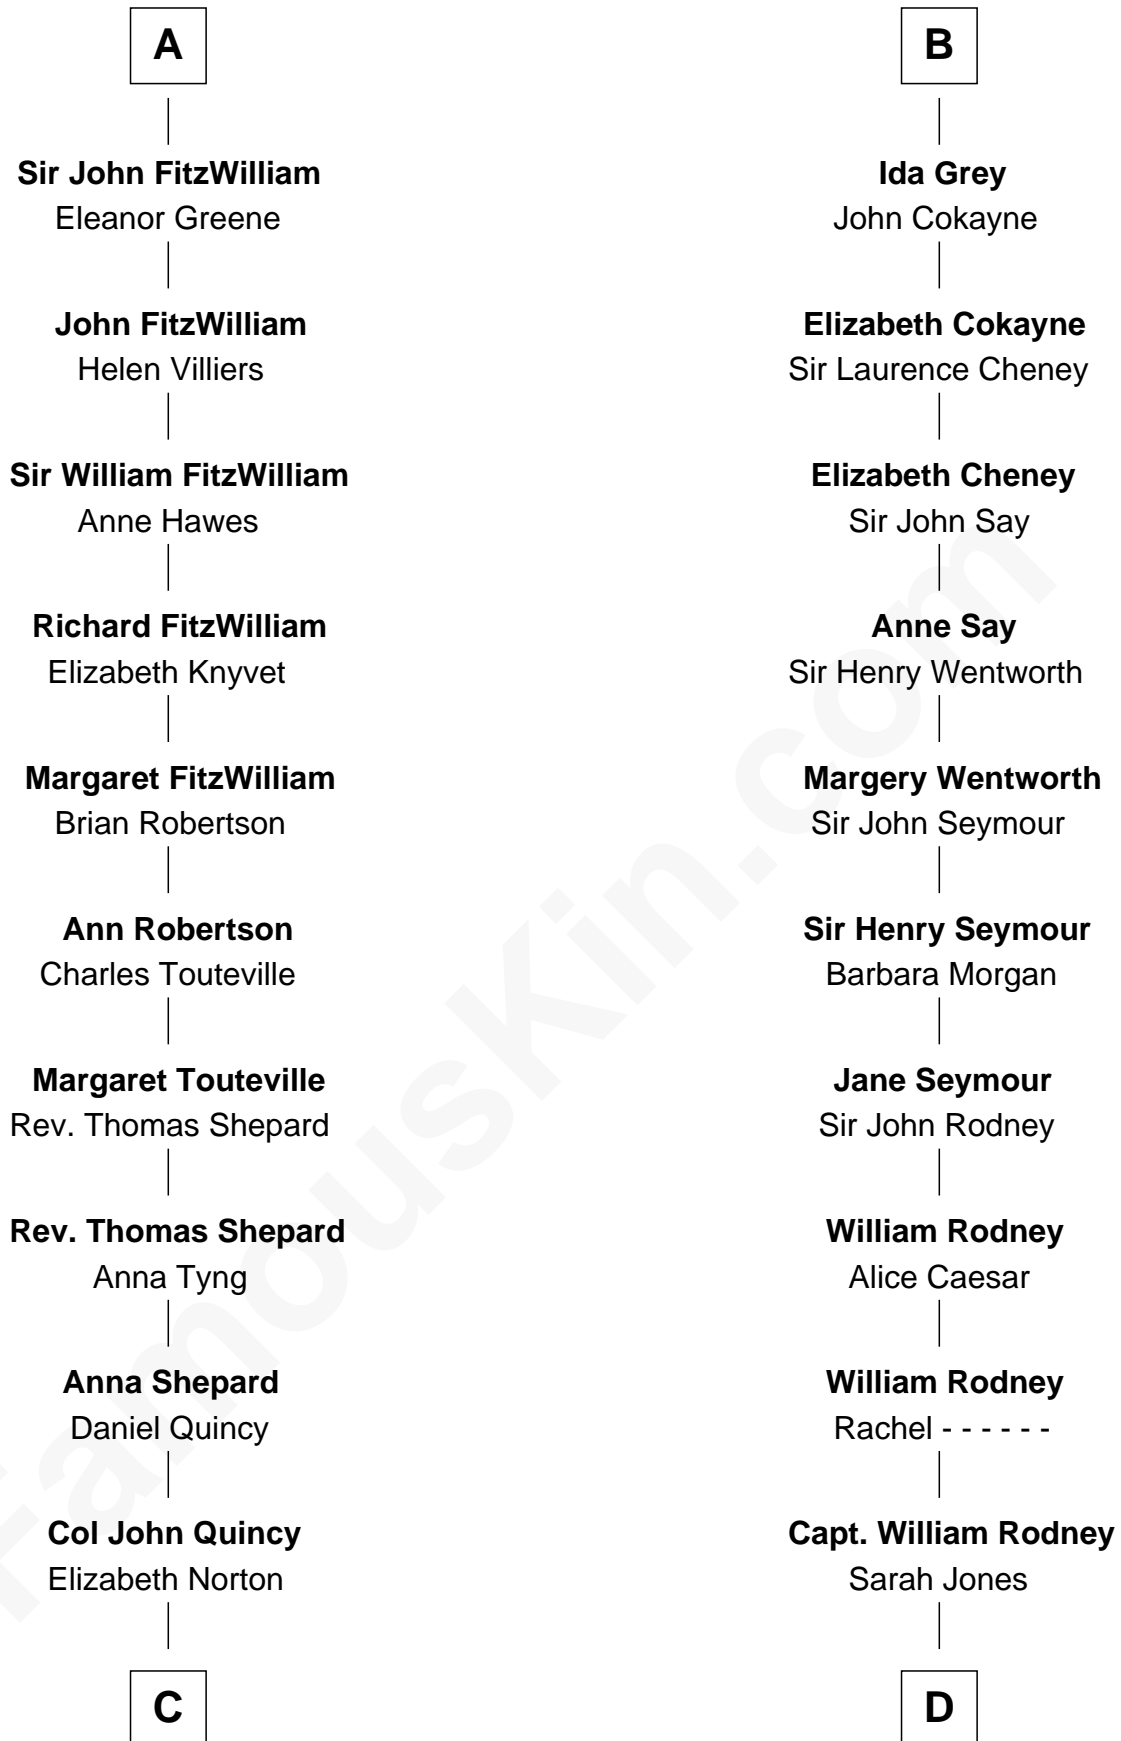 A
Sir John FitzWilliam
Eleanor Greene
John FitzWilliam
Helen Villiers
Sir William FitzWilliam
Anne Hawes
Richard FitzWilliam
Elizabeth Knyvet
Margaret FitzWilliam
Brian Robertson
Ann Robertson
Charles Touteville
Margaret Touteville
Rev. Thomas Shepard
Rev. Thomas Shepard
Anna Tyng
Anna Shepard
Daniel Quincy
Col John Quincy
Elizabeth Norton
C
B
Ida Grey
John Cokayne
Elizabeth Cokayne
Sir Laurence Cheney
Elizabeth Cheney
Sir John Say
Anne Say
Sir Henry Wentworth
Margery Wentworth
Sir John Seymour
Sir Henry Seymour
Barbara Morgan
Jane Seymour
Sir John Rodney
William Rodney
Alice Caesar
William Rodney
Rachel - - - - - -
Capt. William Rodney
Sarah Jones
D
FamousKin.com